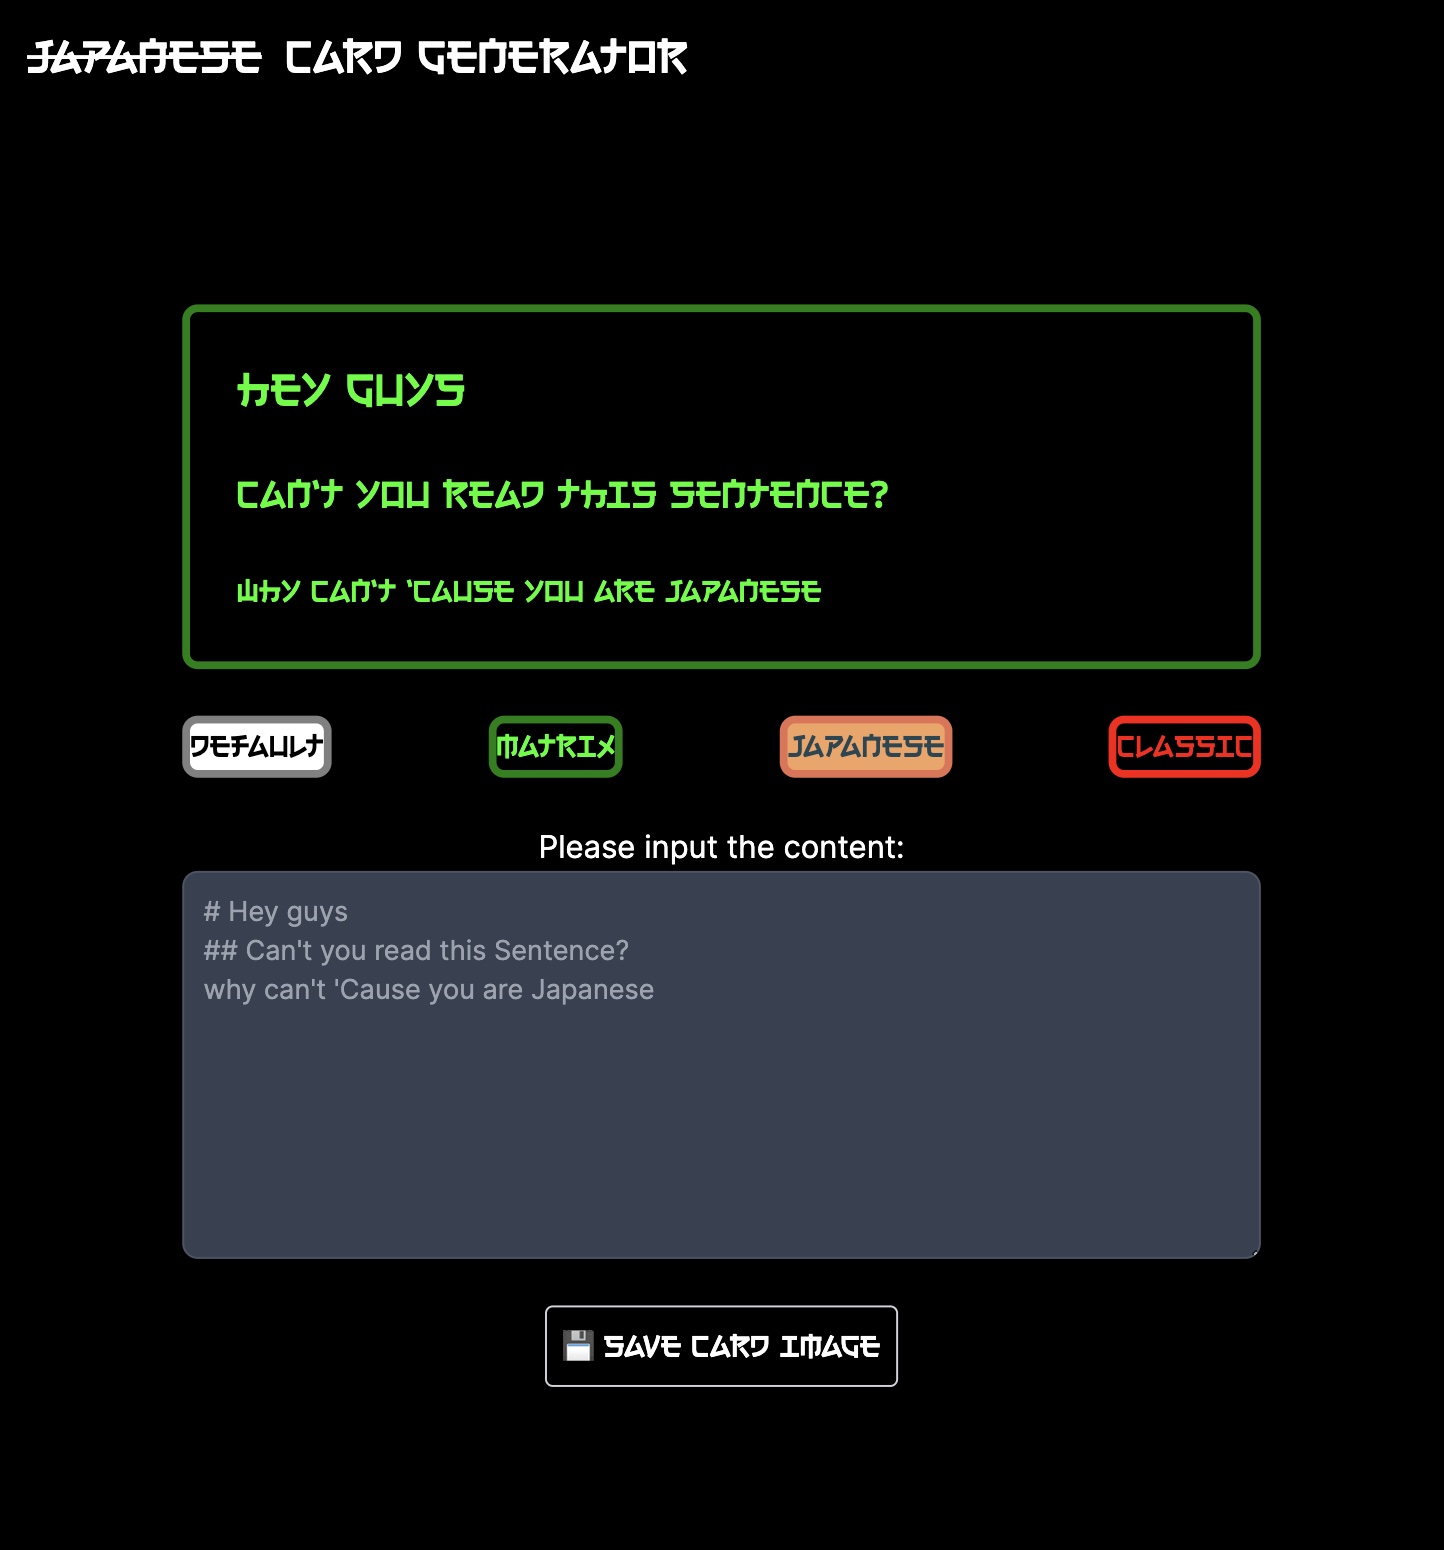 JAPANESE CARD GENERATOR
HEY GUYS
CAN'T YOU READ THIS SENTENCE?
WHY CAN'T 'CAUSE YOU ARE JAPANESE
DEFAULT MATRIX JAPANESE CLASSIC
Please input the content:
# Hey guys
## Can't you read this Sentence?
why can't 'Cause you are Japanese
💾 SAVE CARD IMAGE